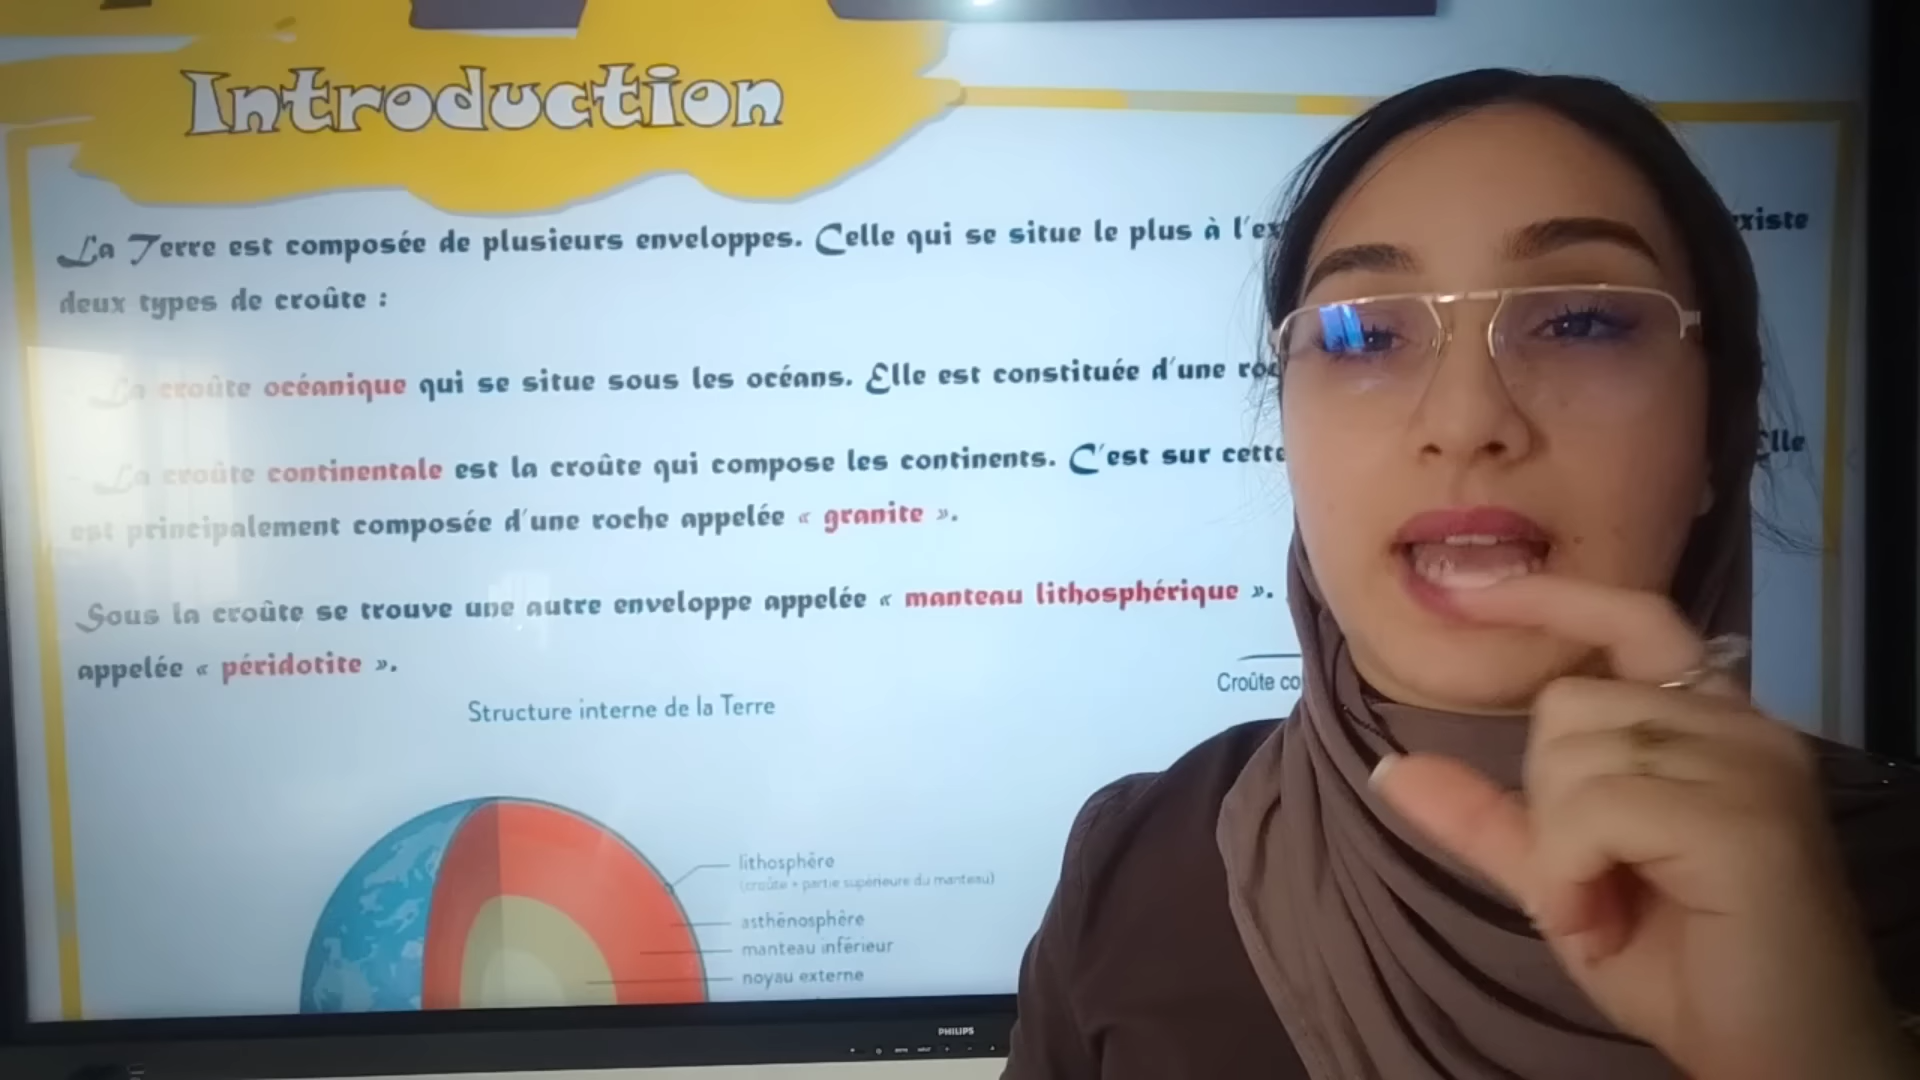 Introduction
La Terre est composée de plusieurs enveloppes. Celle qui se situe le plus à xiste
deux types de croûte :
- La croûte océanique qui se situe sous les océans. Elle est constituée d'une
- La croûte continentale est la croûte qui compose les continents. C'est sur cette Elle
est principalement composée d'une roche appelée « granite ».
Sous la croûte se trouve une autre enveloppe appelée « manteau lithosphérique ».
appelée « péridotite ».
Croûte co
Structure interne de la Terre
lithosphère
(croûte + partie supérieure du manteau)
asthénosphère
manteau inférieur
noyau externe
PHILIPS